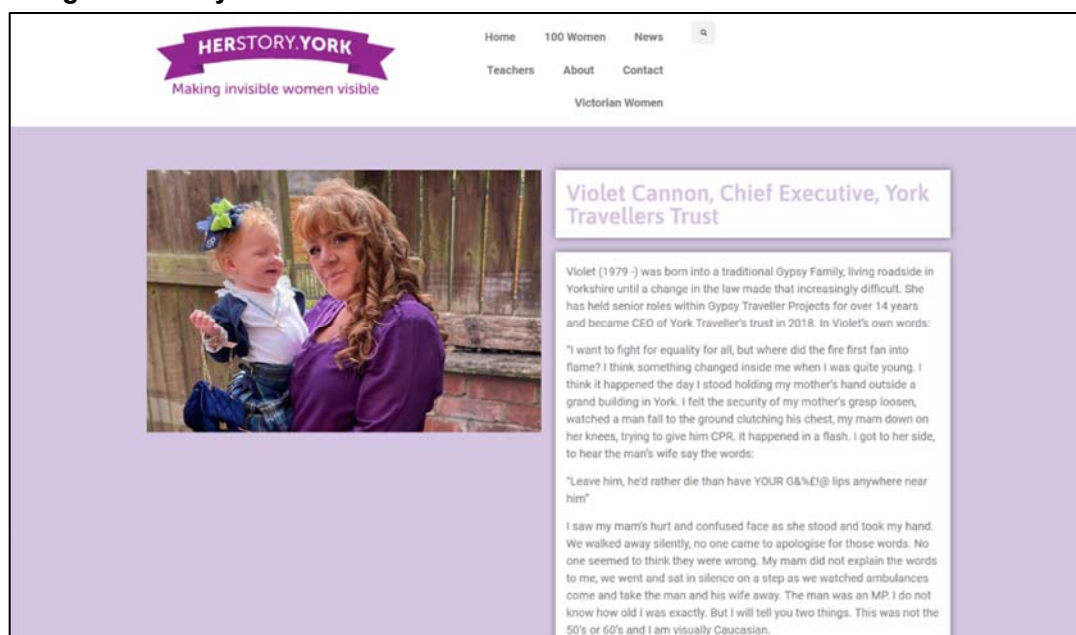 HERSTORY.YORK
Making invisible women visible
Home 100 Women News
Teachers About Contact
Victorian Women
Violet Cannon, Chief Executive, York
Travellers Trust
Violet (1979 -) was born into a traditional Gypsy Family, living roadside in
Yorkshire until a change in the law made that increasingly difficult. She
has held senior roles within Gypsy Traveller Projects for over 14 years
and became CEO of York Traveller's trust in 2018. In Violet's own words:
"I want to fight for equality for all, but where did the fire first fan into
flame? I think something changed inside me when I was quite young. I
think it happened the day I stood holding my mother's hand outside a
grand building in York. I felt the security of my mother's grasp loosen,
watched a man fall to the ground clutching his chest, my mam down on
her knees, trying to give him CPR. It happened in a flash. I got to her side,
to hear the man's wife say the words:
"Leave him, he'd rather die than have YOUR G&%£!@ lips anywhere near
him"
I saw my mam's hurt and confused face as she stood and took my hand.
We walked away silently, no one came to apologise for those words. No
one seemed to think they were wrong. My mam did not explain the words
to me, we went and sat in silence on a step as we watched ambulances
come and take the man and his wife away. The man was an MP. I do not
know how old I was exactly. But I will tell you two things. This was not the
50's or 60's and I am visually Caucasian.